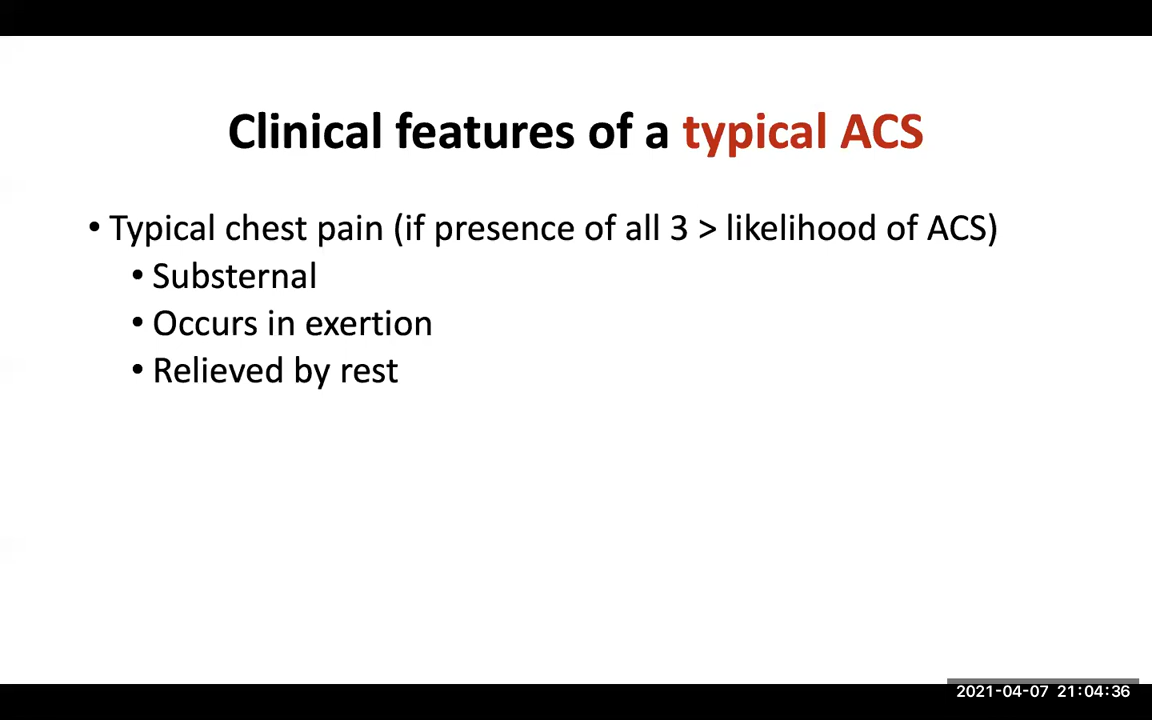 Clinical features of a typical ACS
• Typical chest pain (if presence of all 3 > likelihood of ACS)
• Substernal
• Occurs in exertion
• Relieved by rest
2021-04-07 21:04:36